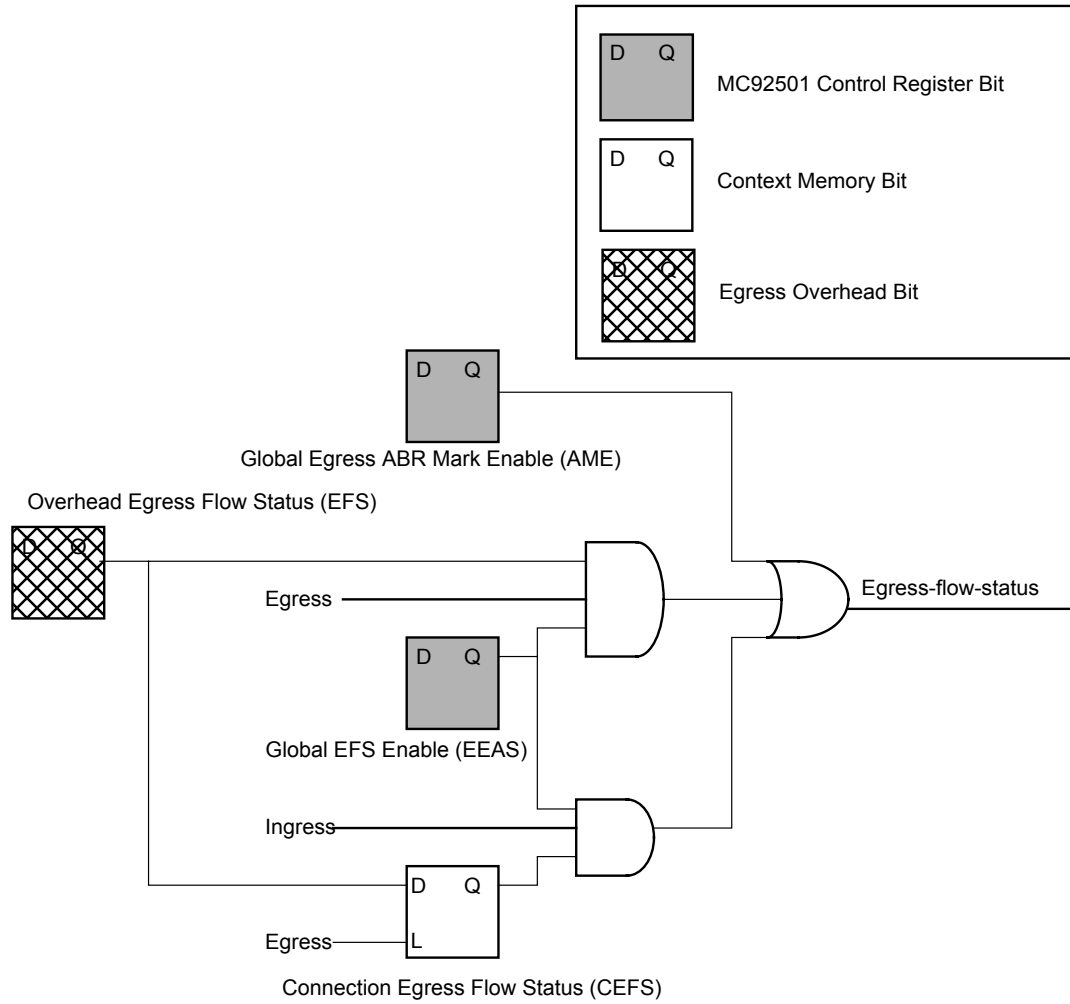 D Q
MC92501 Control Register Bit
D Q
Context Memory Bit
D Q
Egress Overhead Bit
D Q
Global Egress ABR Mark Enable (AME)
Overhead Egress Flow Status (EFS)
D Q
Egress
Egress-flow-status
D Q
Global EFS Enable (EEAS)
Ingress
D Q
Egress
L
Connection Egress Flow Status (CEFS)